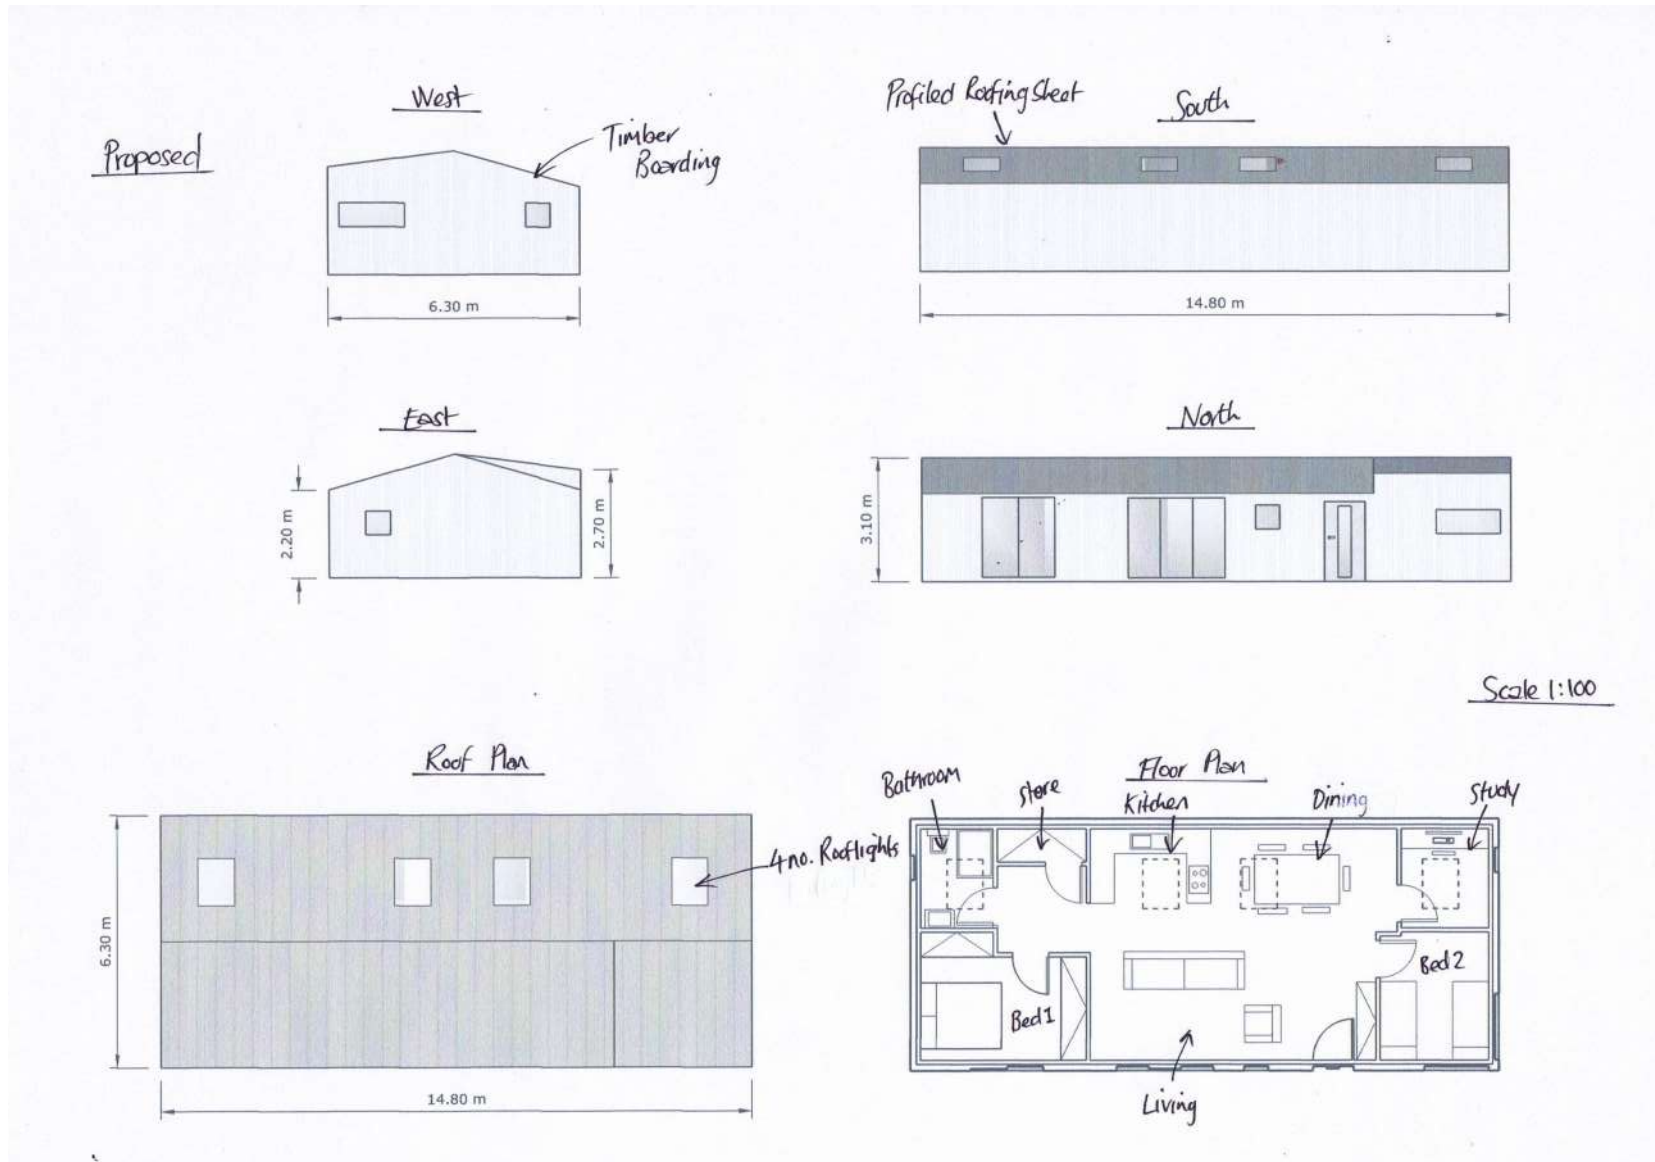 Proposed
West
Timber
Boarding
6.30 m
Profiled Roofing Sheet
South
14.80 m
East
2.20 m
2.70 m
North
3.10 m
Scale 1:100
Roof Plan
4 no. Rooflights
6.30 m
14.80 m
Floor Plan
Bathroom
store
Kitchen
Dining
Study
Bed 1
Bed 2
Living